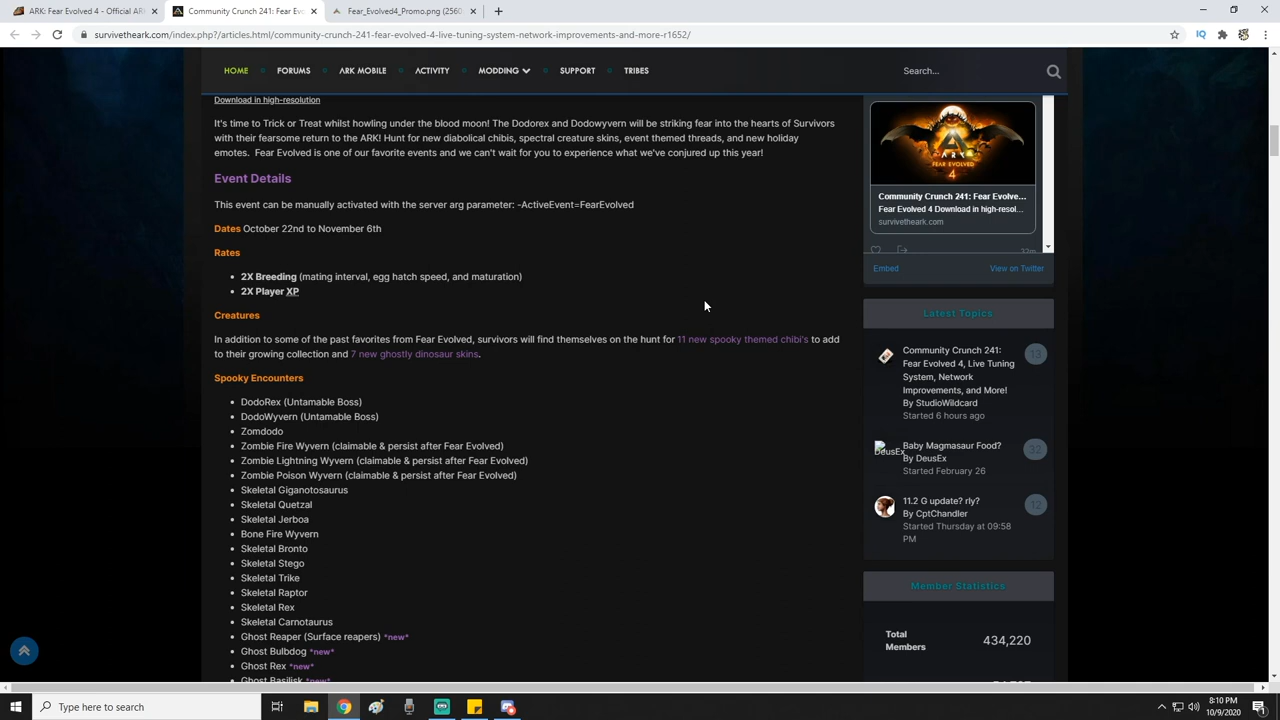 ARK: Fear Evolved 4 - Official AR
Community Crunch 241: Fear Ev
Fear_Evolved4_Promo.png (2560
survivetheark.com/index.php?/articles.html/community-crunch-241-fear-evolved-4-live-tuning-system-network-improvements-and-more-r1652/
HOME
FORUMS
ARK MOBILE
ACTIVITY
MODDING
SUPPORT
TRIBES
Search...
Download in high-resolution
It's time to Trick or Treat whilst howling under the blood moon! The Dodorex and Dodowyvern will be striking fear into the hearts of Survivors
with their fearsome return to the ARK! Hunt for new diabolical chibis, spectral creature skins, event themed threads, and new holiday
emotes. Fear Evolved is one of our favorite events and we can't wait for you to experience what we've conjured up this year!
Event Details
This event can be manually activated with the server arg parameter: -ActiveEvent=FearEvolved
Dates October 22nd to November 6th
Rates
2X Breeding (mating interval, egg hatch speed, and maturation)
2X Player XP
Creatures
In addition to some of the past favorites from Fear Evolved, survivors will find themselves on the hunt for 11 new spooky themed chibi's to add
to their growing collection and 7 new ghostly dinosaur skins.
Spooky Encounters
DodoRex (Untamable Boss)
DodoWyvern (Untamable Boss)
Zomdodo
Zombie Fire Wyvern (claimable & persist after Fear Evolved)
Zombie Lightning Wyvern (claimable & persist after Fear Evolved)
Zombie Poison Wyvern (claimable & persist after Fear Evolved)
Skeletal Giganotosaurus
Skeletal Quetzal
Skeletal Jerboa
Bone Fire Wyvern
Skeletal Bronto
Skeletal Stego
Skeletal Trike
Skeletal Raptor
Skeletal Rex
Skeletal Carnotaurus
Ghost Reaper (Surface reapers) *new*
Ghost Bulbdog *new*
Ghost Rex *new*
Ghost Basilisk *new*
ARK
FEAR EVOLVED
4
Community Crunch 241: Fear Evolve...
Fear Evolved 4 Download in high-resol...
survivetheark.com
32m
Embed
View on Twitter
Latest Topics
Community Crunch 241:
Fear Evolved 4, Live Tuning
System, Network
Improvements, and More!
By StudioWildcard
Started 6 hours ago
13
DeusEx
Baby Magmasaur Food?
By DeusEx
Started February 26
32
11.2 G update? rly?
By CptChandler
Started Thursday at 09:58
PM
12
Member Statistics
Total
Members
434,220
Type here to search
8:10 PM
10/9/2020
1